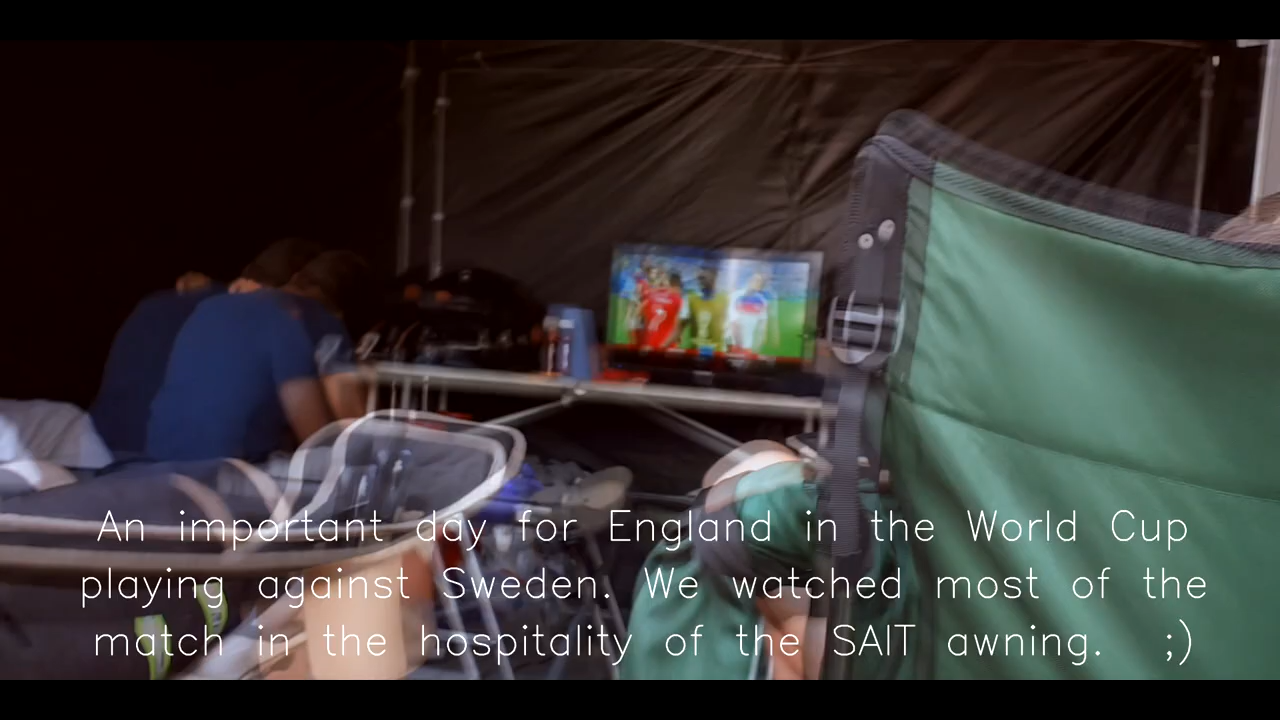 An important day for England in the World Cup
playing against Sweden. We watched most of the
match in the hospitality of the SAIT awning. ;)